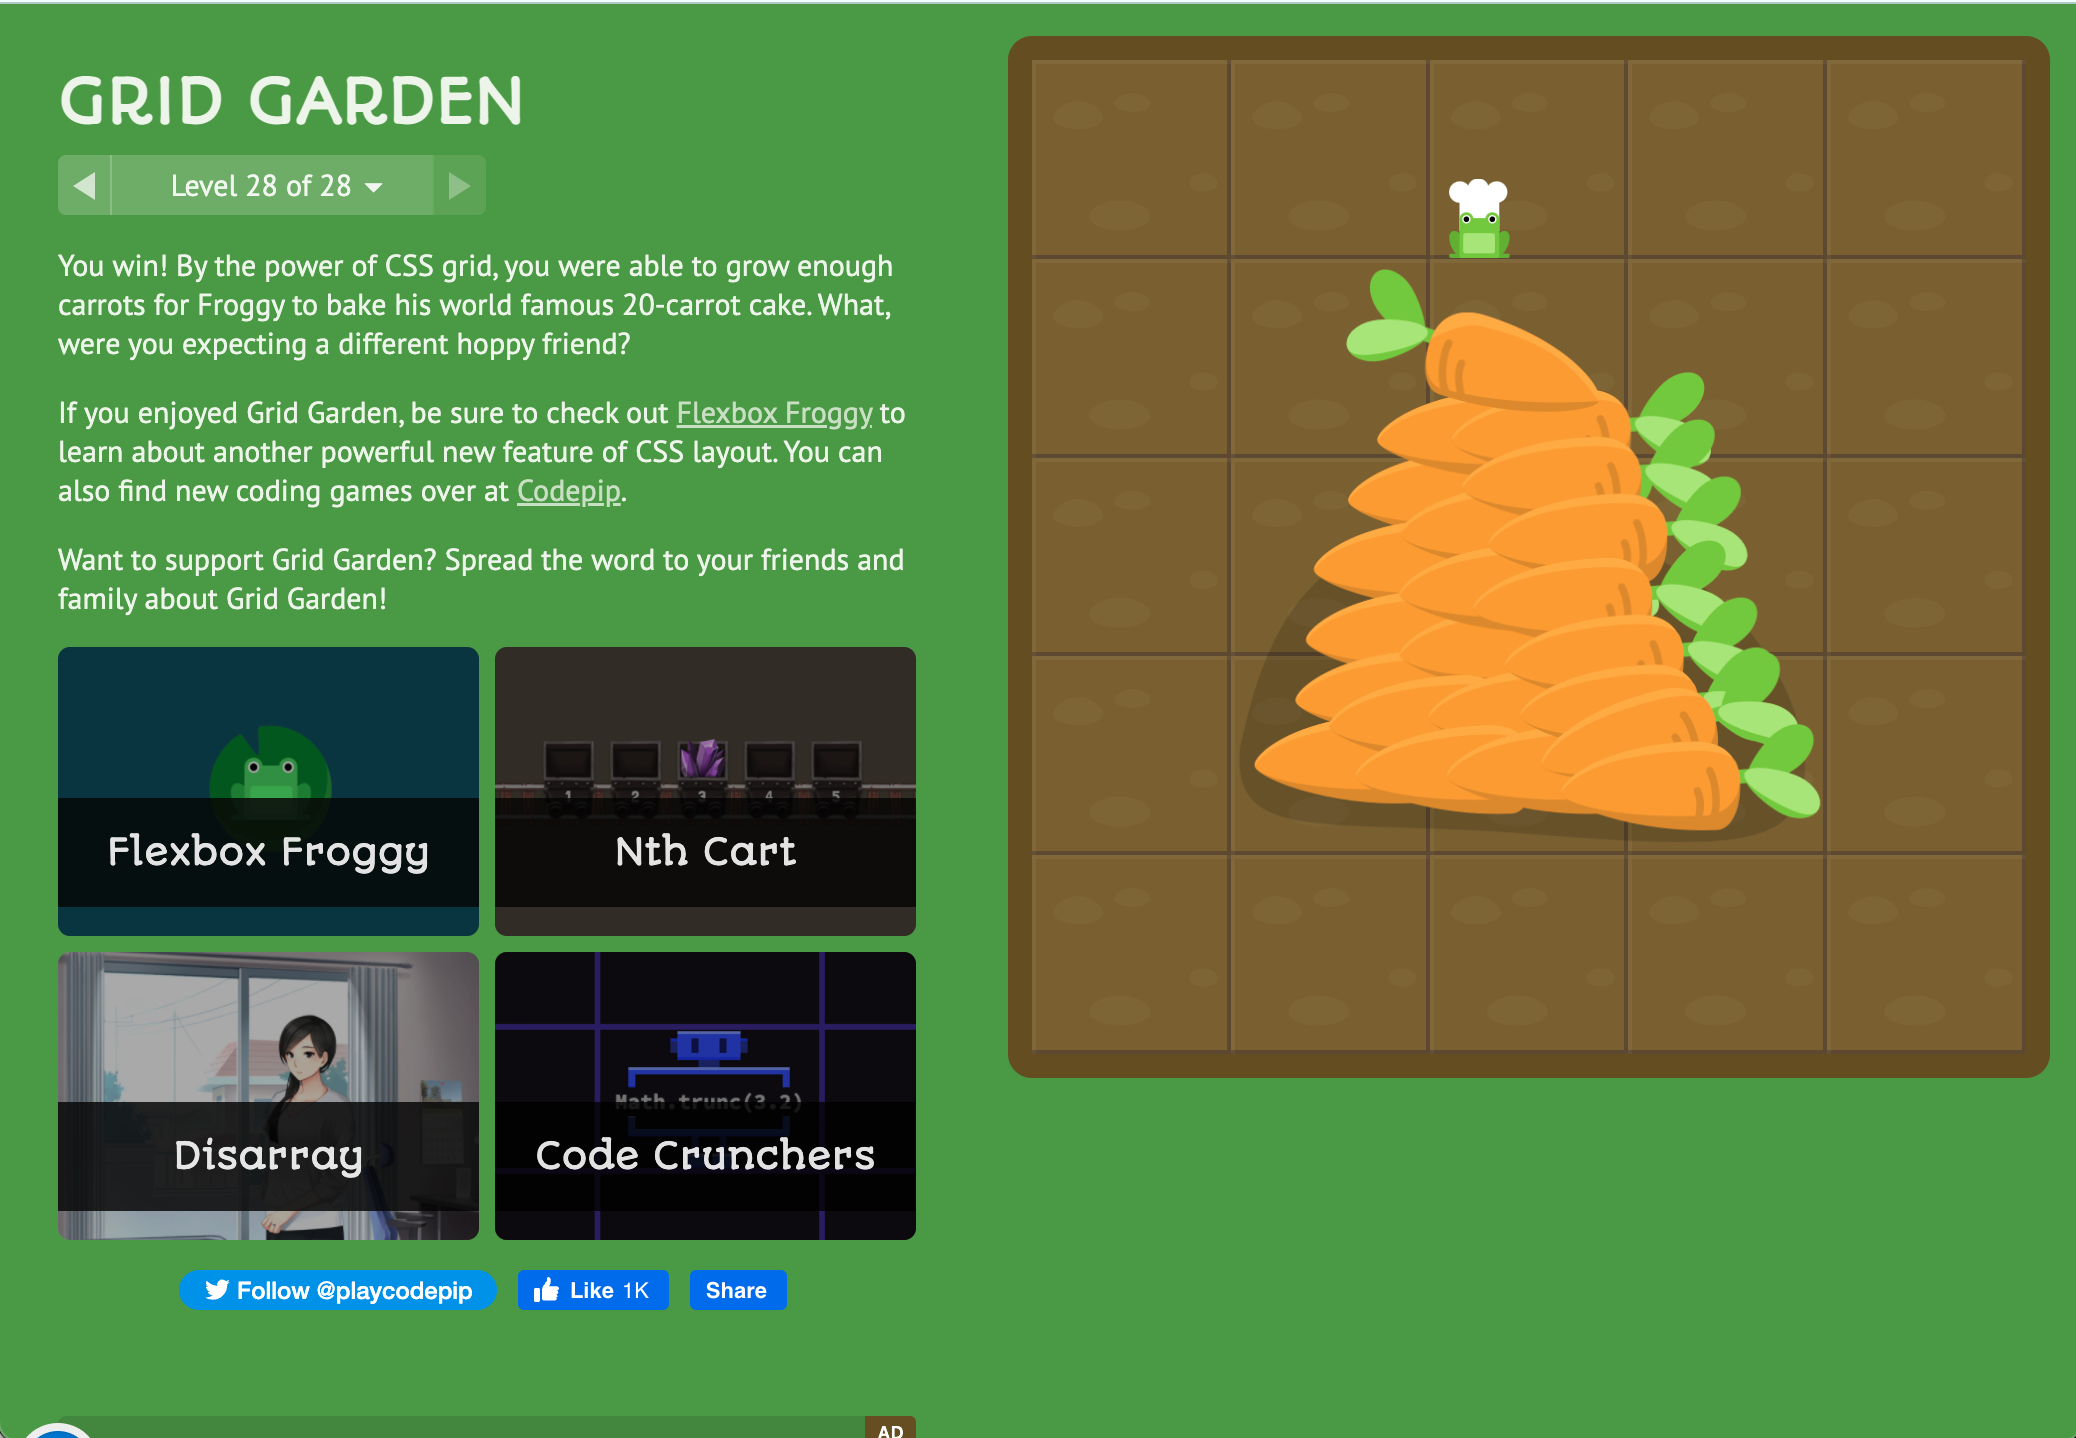 GRID GARDEN
Level 28 of 28
You win! By the power of CSS grid, you were able to grow enough
carrots for Froggy to bake his world famous 20-carrot cake. What,
were you expecting a different hoppy friend?
If you enjoyed Grid Garden, be sure to check out Flexbox Froggy to
learn about another powerful new feature of CSS layout. You can
also find new coding games over at Codepip.
Want to support Grid Garden? Spread the word to your friends and
family about Grid Garden!
1 2 3 4 5
Flexbox Froggy
Nth Cart
Math.trunc(3.2)
Disarray
Code Crunchers
Follow @playcodepip
Like 1K
Share
AD